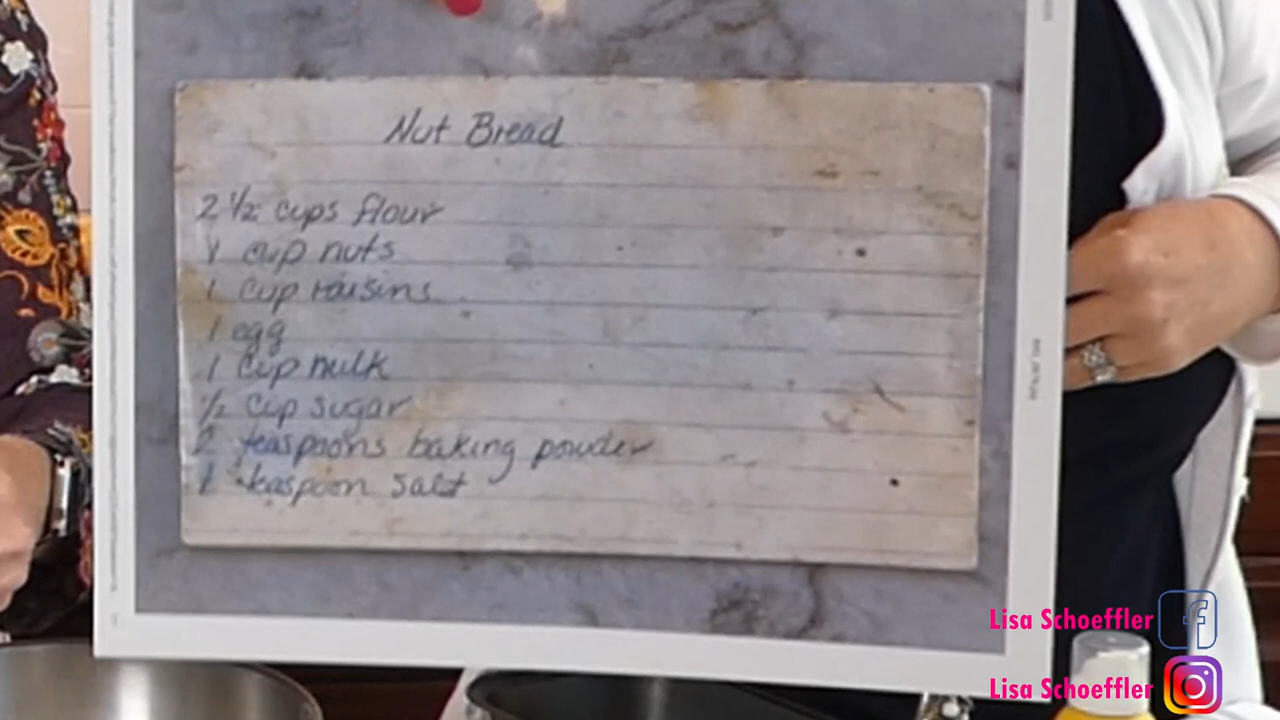 Nut Bread
2 ½ cups flour
1 cup nuts
1 cup raisins
1 egg
1 cup milk
½ cup sugar
2 teaspoons baking powder
1 teaspoon salt
Lisa Schoeffler
Lisa Schoeffler